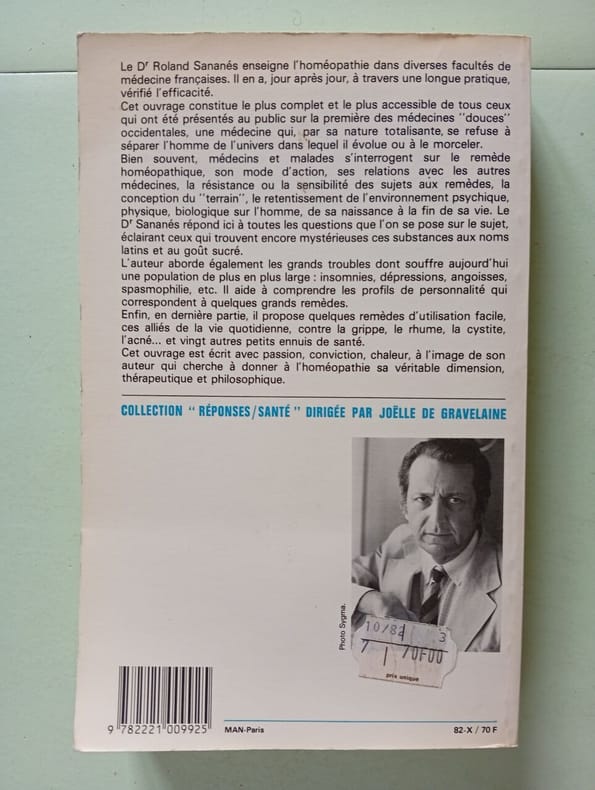 Le Dr Roland Sananés enseigne l'homéopathie dans diverses facultés de
médecine françaises. Il en a, jour après jour, à travers une longue pratique,
vérifié l'efficacité.
Cet ouvrage constitue le plus complet et le plus accessible de tous ceux
qui ont été présentés au public sur la première des médecines "douces"
occidentales, une médecine qui, par sa nature totalisante, se refuse à
séparer l'homme de l'univers dans lequel il évolue ou à le morceler.
Bien souvent, médecins et malades s'interrogent sur le remède
homéopathique, son mode d'action, ses relations avec les autres
médecines, la résistance ou la sensibilité des sujets aux remèdes, la
conception du "terrain", le retentissement de l'environnement psychique,
physique, biologique sur l'homme, de sa naissance à la fin de sa vie. Le
Dr Sananés répond ici à toutes les questions que l'on se pose sur le sujet,
éclairant ceux qui trouvent encore mystérieuses ces substances aux noms
latins et au goût sucré.
L'auteur aborde également les grands troubles dont souffre aujourd'hui
une population de plus en plus large : insomnies, dépressions, angoisses,
spasmophilie, etc. Il aide à comprendre les profils de personnalité qui
correspondent à quelques grands remèdes.
Enfin, en dernière partie, il propose quelques remèdes d'utilisation facile,
ces alliés de la vie quotidienne, contre la grippe, le rhume, la cystite,
l'acné... et vingt autres petits ennuis de santé.
Cet ouvrage est écrit avec passion, conviction, chaleur, à l'image de son
auteur qui cherche à donner à l'homéopathie sa véritable dimension,
thérapeutique et philosophique.
COLLECTION "RÉPONSES/SANTÉ" DIRIGÉE PAR JOËLLE DE GRAVELAINE
Photo Sygma.
10/82 3
70F00
prix unique
9 782221 009925
MAN-Paris
82-X / 70 F